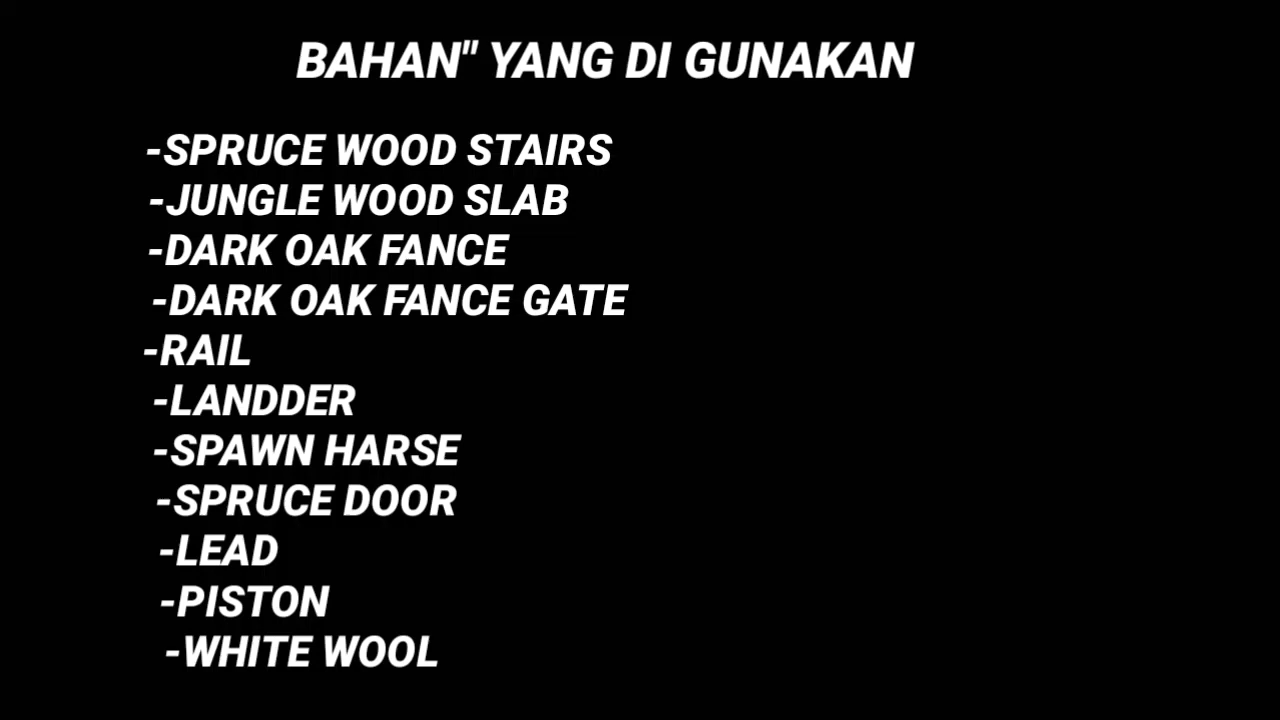 BAHAN" YANG DI GUNAKAN
-SPRUCE WOOD STAIRS
-JUNGLE WOOD SLAB
-DARK OAK FANCE
-DARK OAK FANCE GATE
-RAIL
-LANDDER
-SPAWN HARSE
-SPRUCE DOOR
-LEAD
-PISTON
-WHITE WOOL